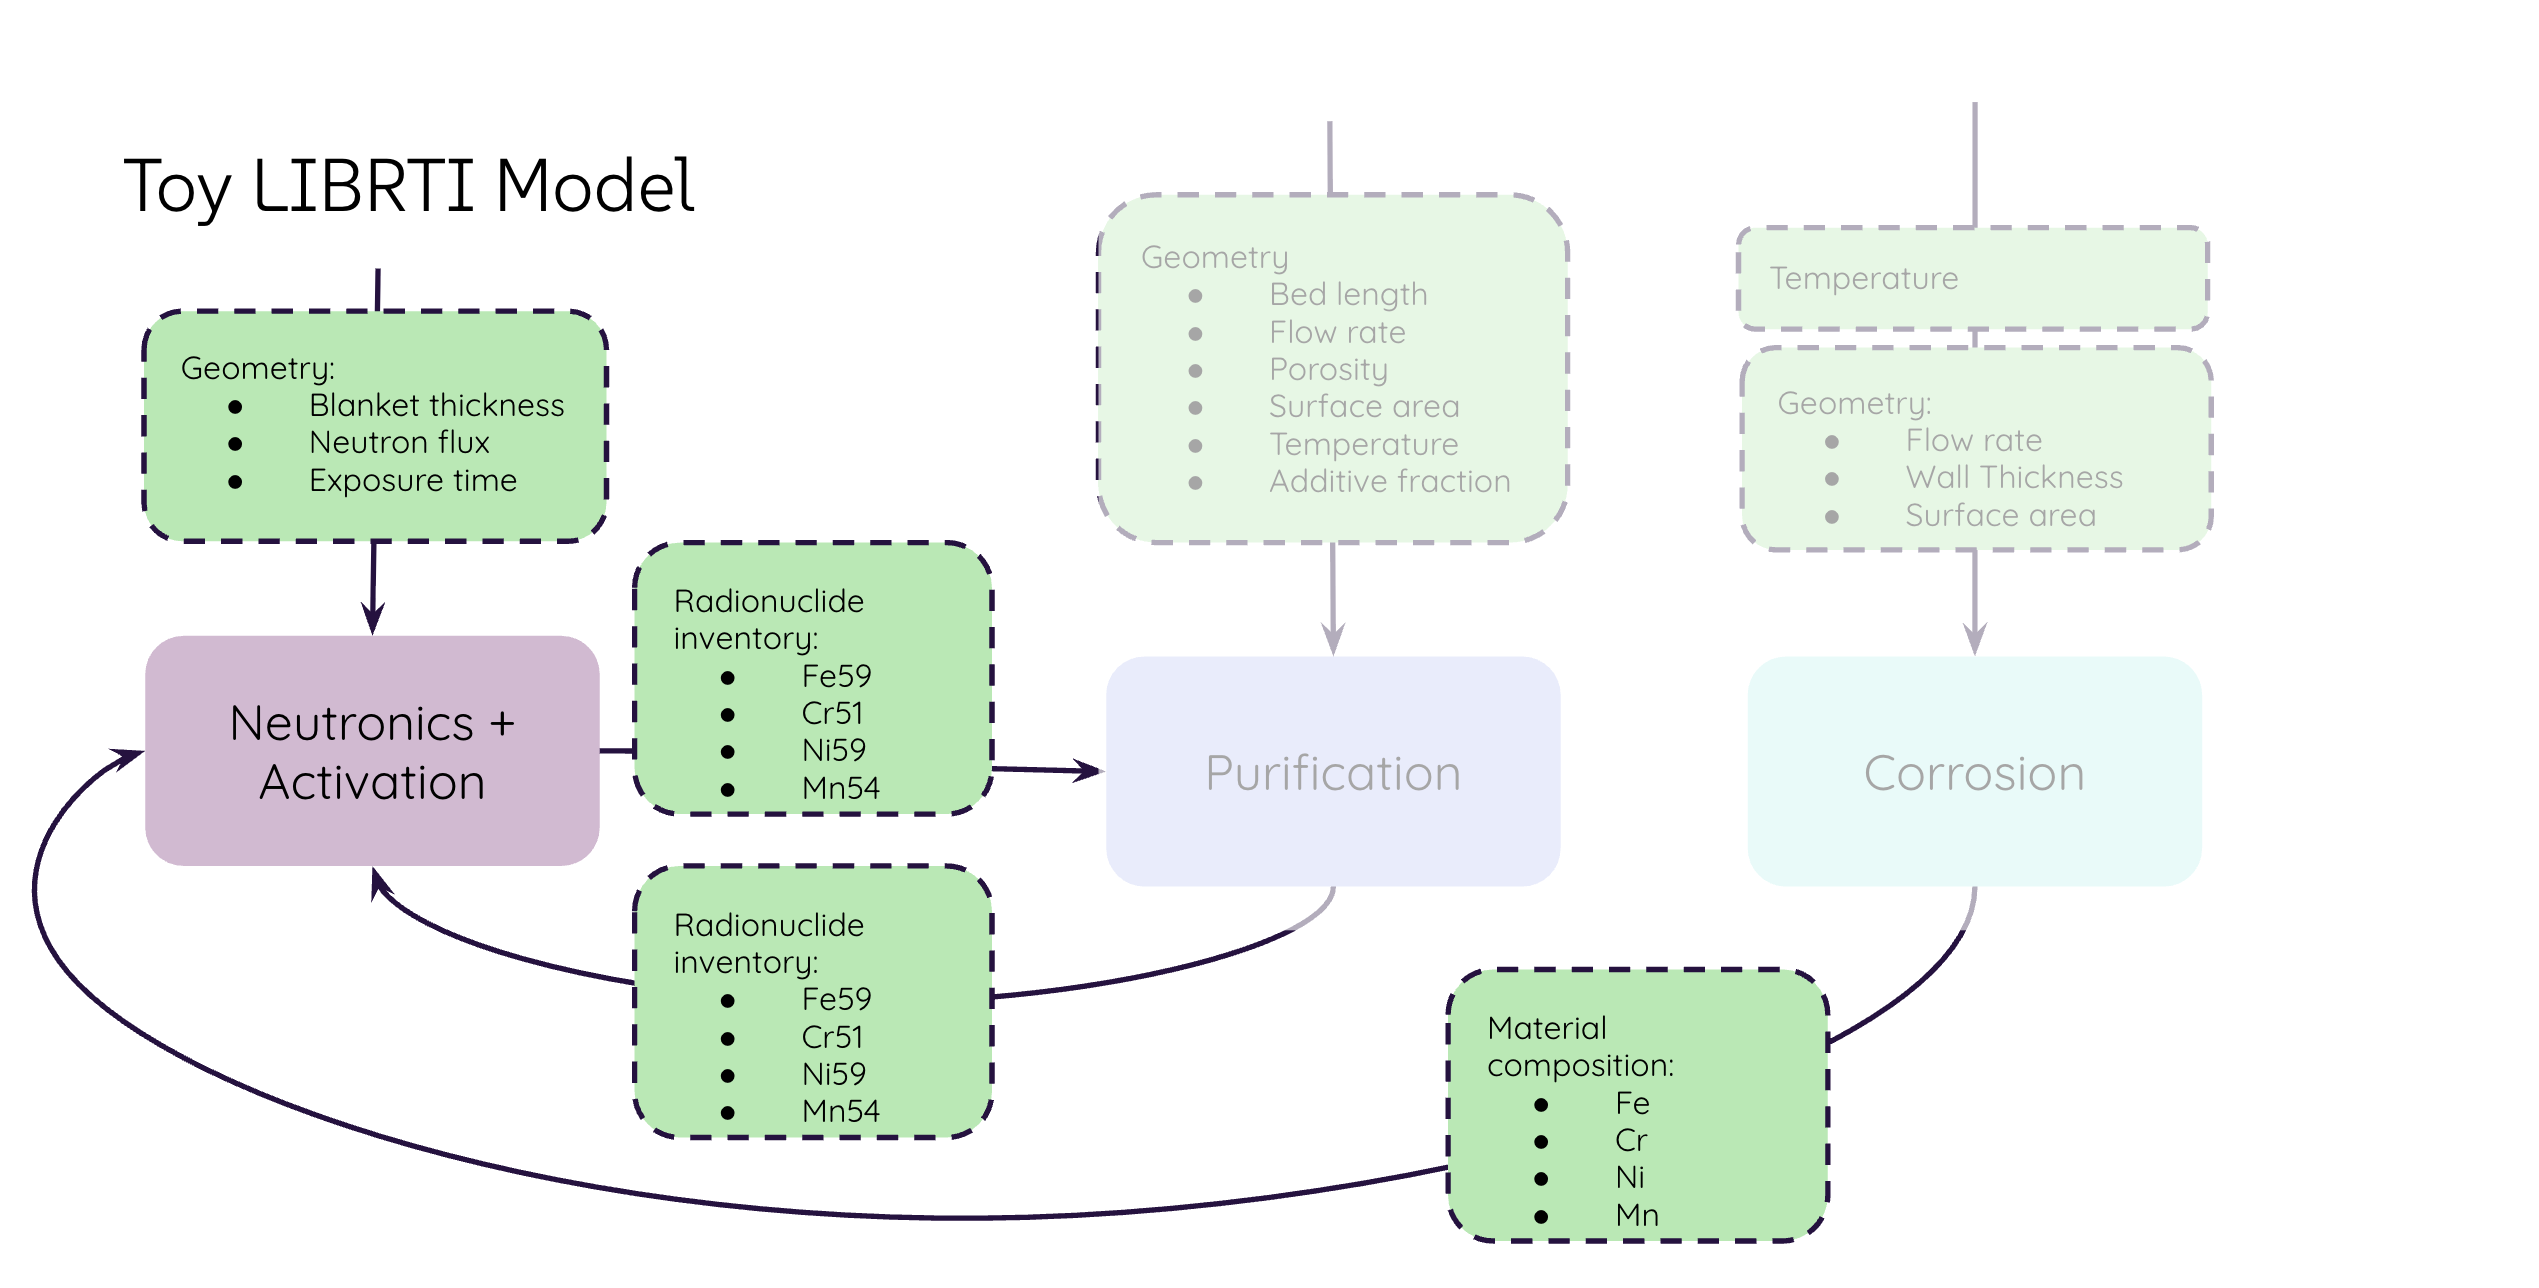 Toy LIBRTI Model
Geometry:
● Blanket thickness
● Neutron flux
● Exposure time
Neutronics +
Activation
Radionuclide
inventory:
● Fe59
● Cr51
● Ni59
● Mn54
Radionuclide
inventory:
● Fe59
● Cr51
● Ni59
● Mn54
Geometry
● Bed length
● Flow rate
● Porosity
● Surface area
● Temperature
● Additive fraction
Purification
Temperature
Geometry:
● Flow rate
● Wall Thickness
● Surface area
Corrosion
Material
composition:
● Fe
● Cr
● Ni
● Mn